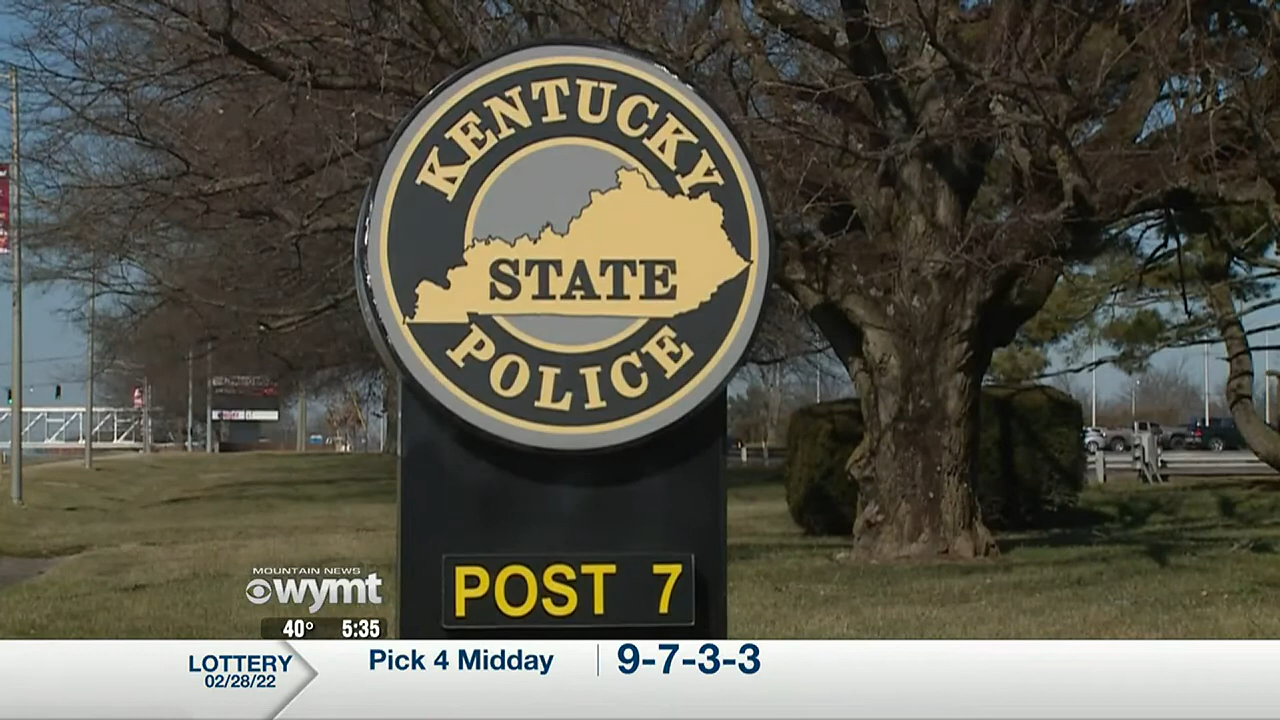 KENTUCKY
STATE
POLICE
POST 7
MOUNTAIN NEWS
wymt
40° 5:35
LOTTERY
02/28/22
Pick 4 Midday
9-7-3-3